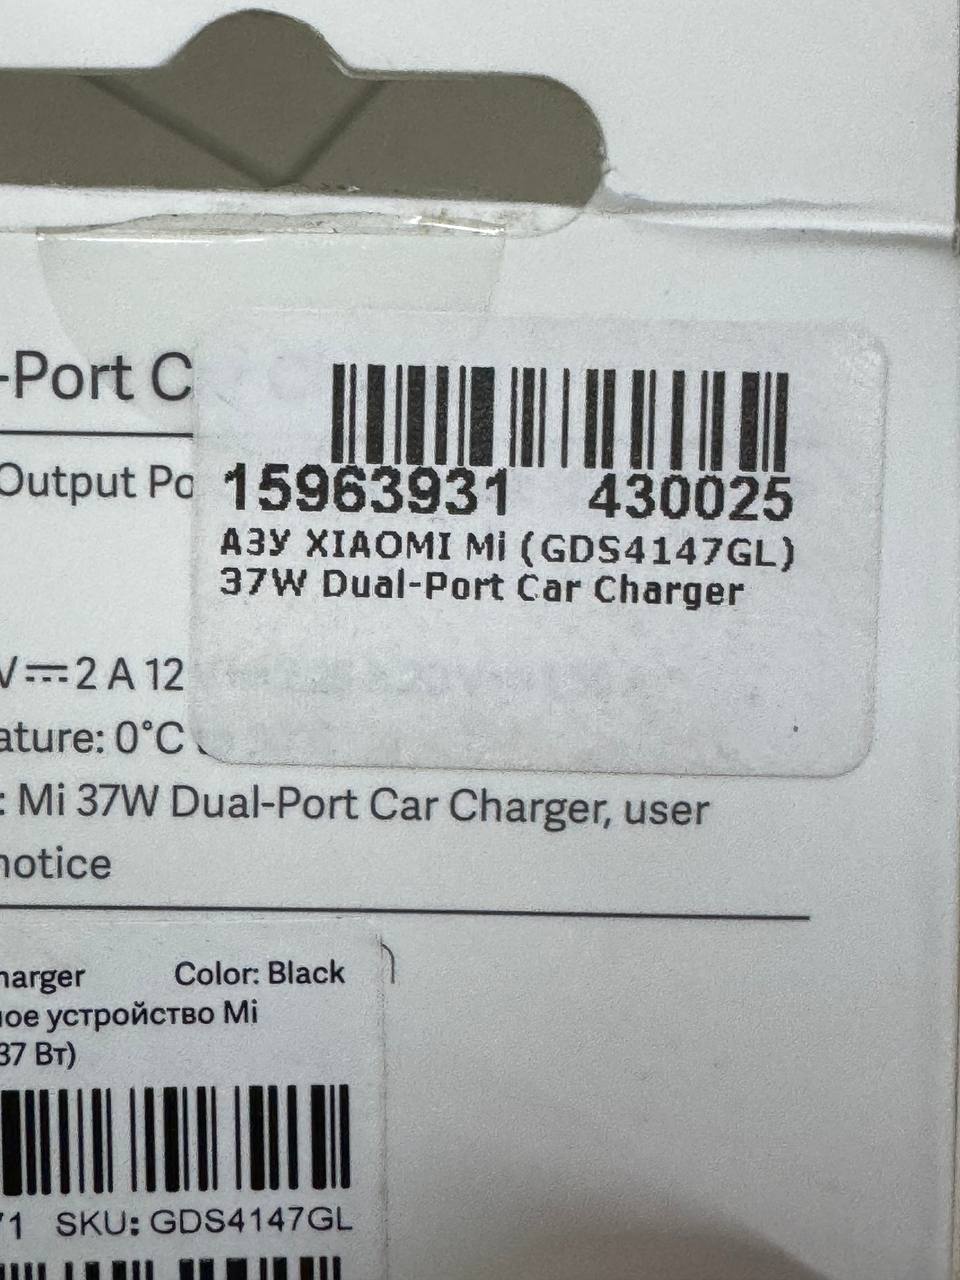 -Port C
Output Po
15963931 430025
АЗУ XIAOMI Mi (GDS4147GL)
37W Dual-Port Car Charger
V⎓2 A 12
ature: 0°C
: Mi 37W Dual-Port Car Charger, user
notice
harger Color: Black
ное устройство Mi
37 Вт)
71 SKU: GDS4147GL